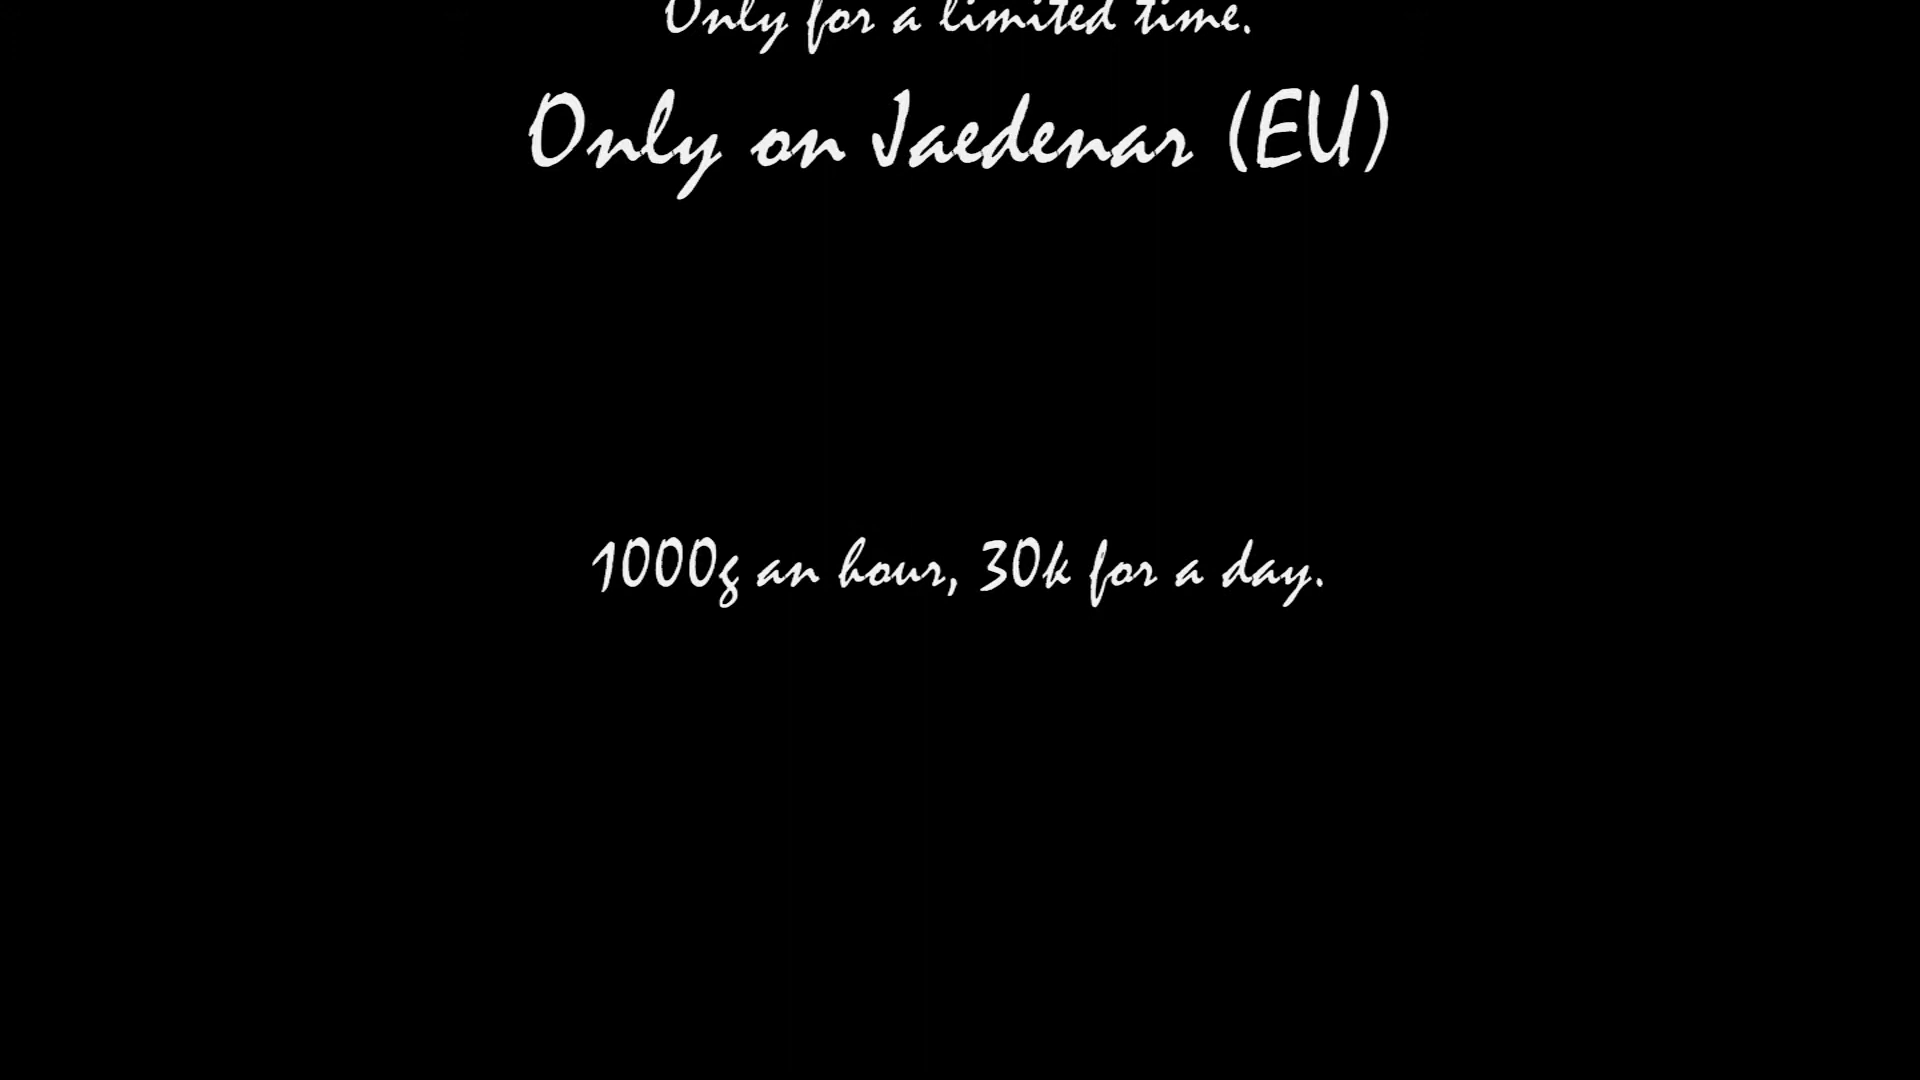 Only for a limited time.
Only on Jaedenar (EU)
1000g an hour, 30k for a day.